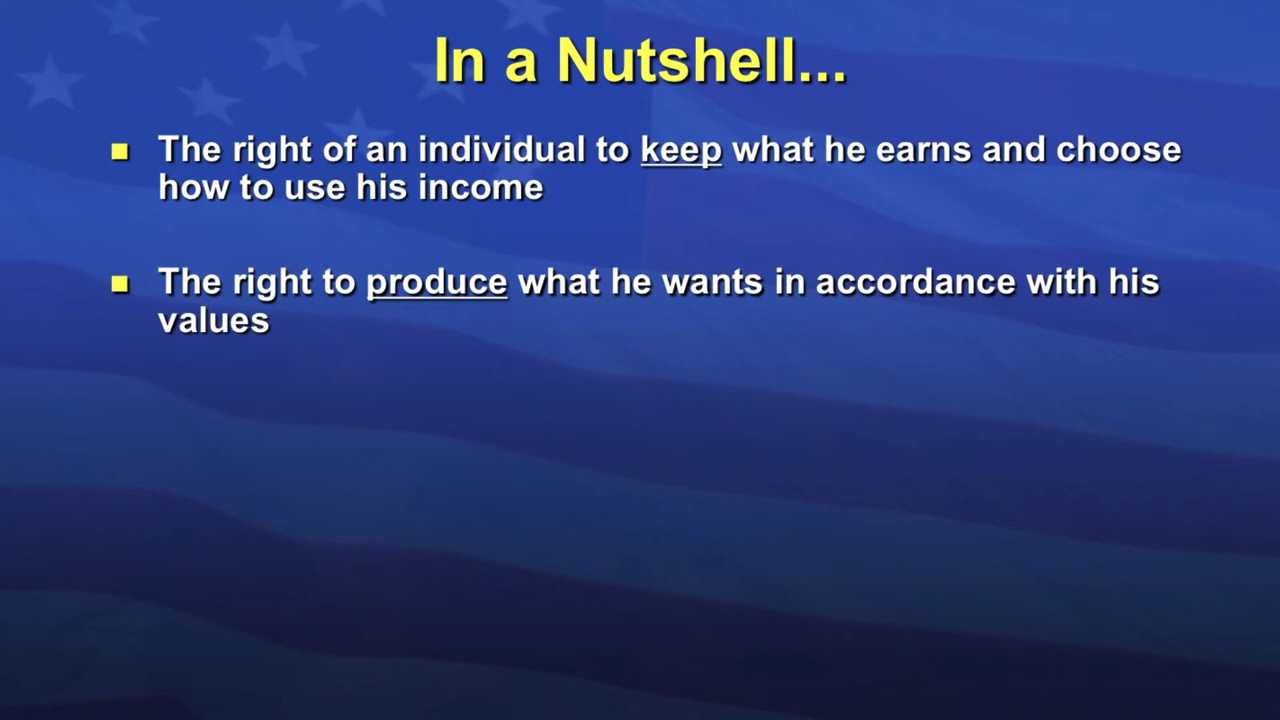 In a Nutshell...
The right of an individual to keep what he earns and choose
how to use his income
The right to produce what he wants in accordance with his
values